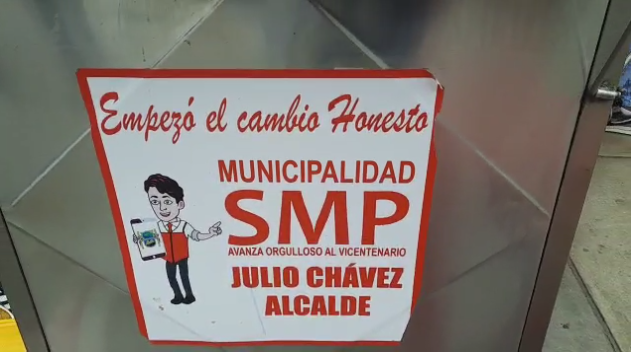 Empezó el cambio Honesto
MUNICIPALIDAD
SMP
AVANZA ORGULLOSO AL VICENTENARIO
JULIO CHÁVEZ
ALCALDE